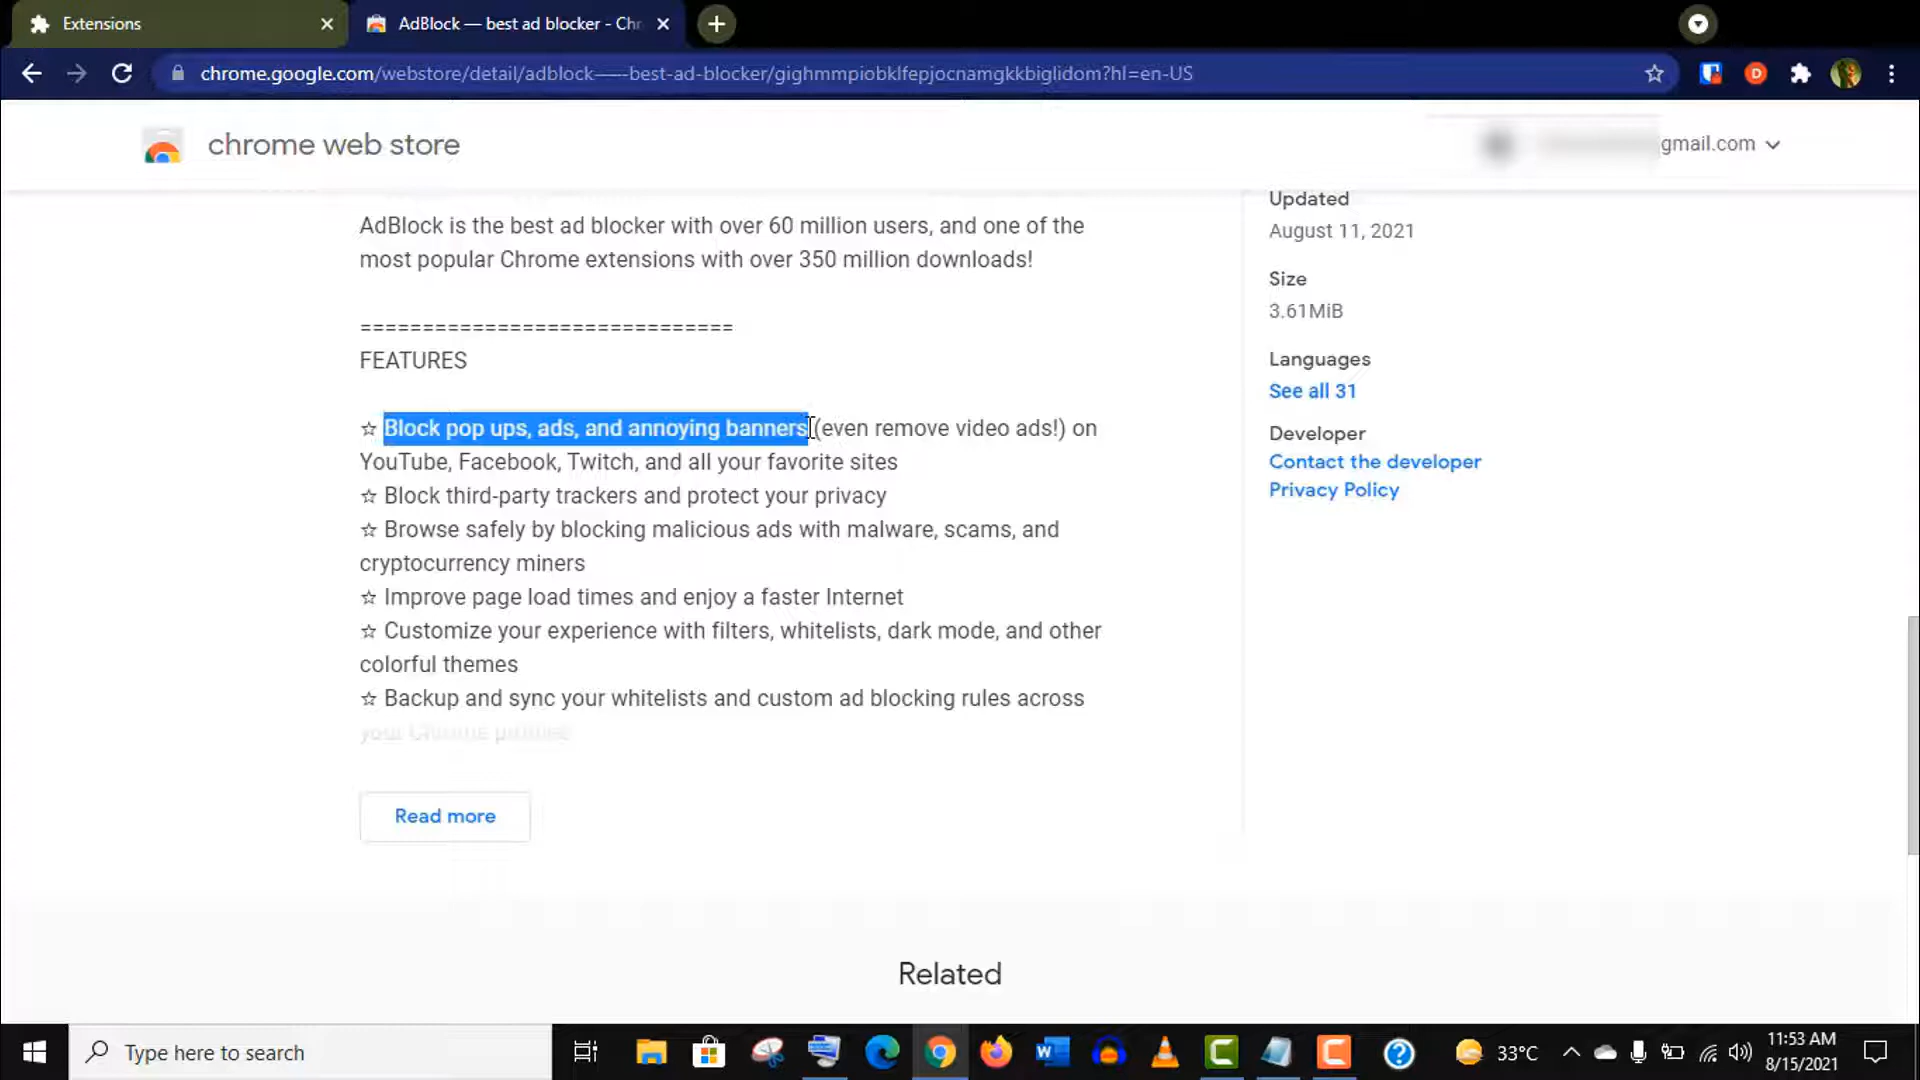 Extensions
AdBlock — best ad blocker - Chr
chrome.google.com/webstore/detail/adblock-—-best-ad-blocker/gighmmpiobklfepjocnamgkkbiglidom?hl=en-US
D
chrome web store
gmail.com
AdBlock is the best ad blocker with over 60 million users, and one of the
most popular Chrome extensions with over 350 million downloads!
==============================
FEATURES
☆ Block pop ups, ads, and annoying banners (even remove video ads!) on
YouTube, Facebook, Twitch, and all your favorite sites
☆ Block third-party trackers and protect your privacy
☆ Browse safely by blocking malicious ads with malware, scams, and
cryptocurrency miners
☆ Improve page load times and enjoy a faster Internet
☆ Customize your experience with filters, whitelists, dark mode, and other
colorful themes
☆ Backup and sync your whitelists and custom ad blocking rules across
your Chrome profiles
Read more
Updated
August 11, 2021
Size
3.61MiB
Languages
See all 31
Developer
Contact the developer
Privacy Policy
Related
Type here to search
33°C
11:53 AM
8/15/2021